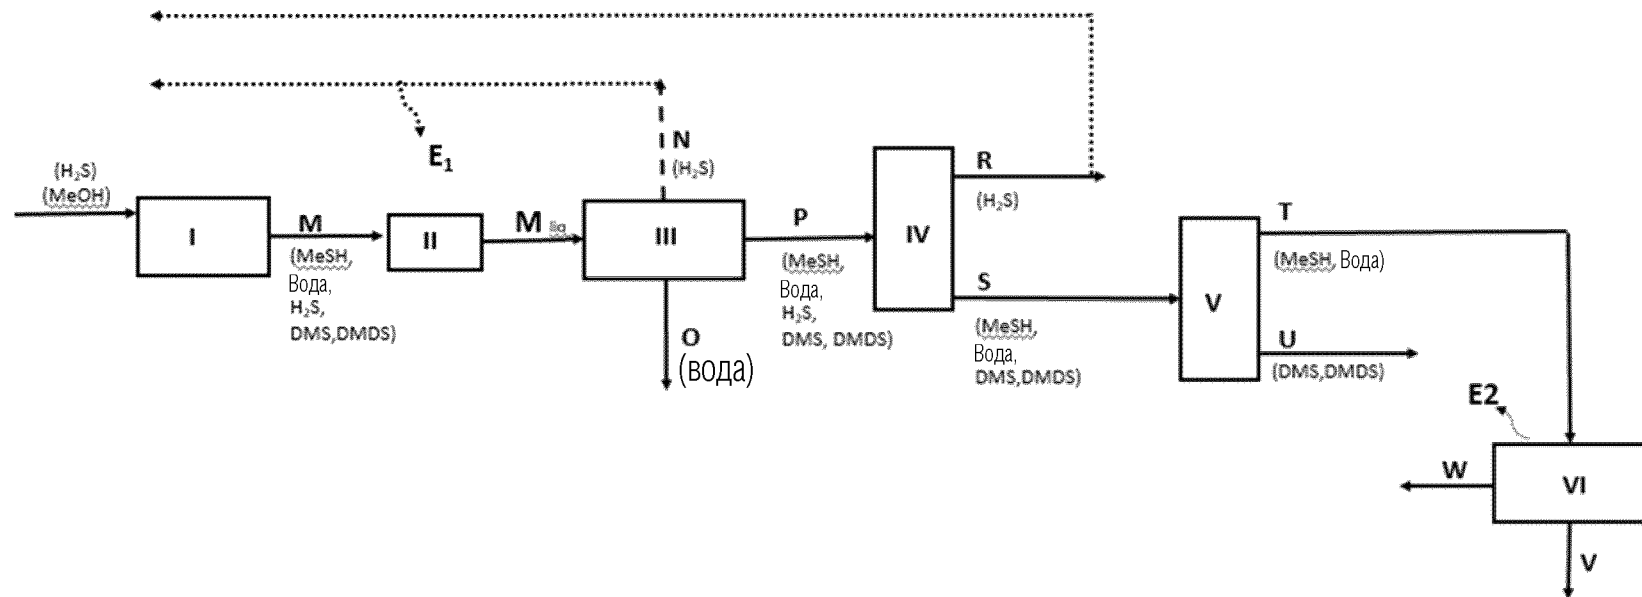 E₁
N
(H₂S)
(H₂S)
(MeOH)
I
M
(MeSH,
Вода,
H₂S,
DMS,DMDS)
II
M liq
III
O
(вода)
P
(MeSH,
Вода,
H₂S,
DMS, DMDS)
IV
R
(H₂S)
S
(MeSH,
Вода,
DMS,DMDS)
V
T
(MeSH, Вода)
U
(DMS,DMDS)
E2
W
VI
V